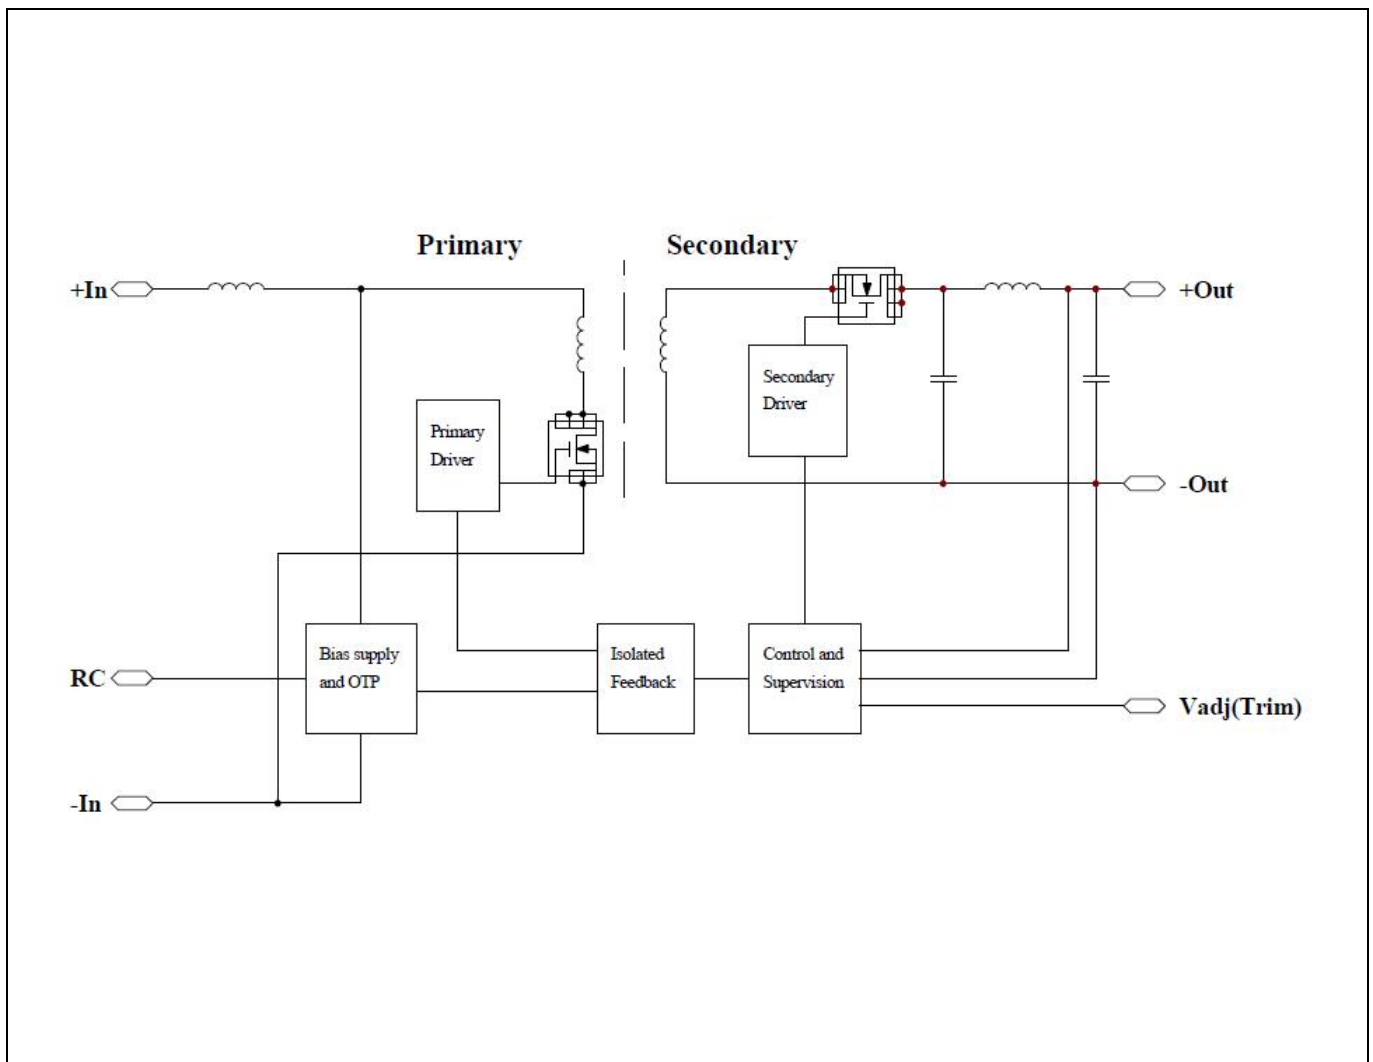 Primary
Secondary
+In
+Out
Secondary
Driver
Primary
Driver
-Out
Bias supply
and OTP
Isolated
Feedback
Control and
Supervision
RC
Vadj(Trim)
-In